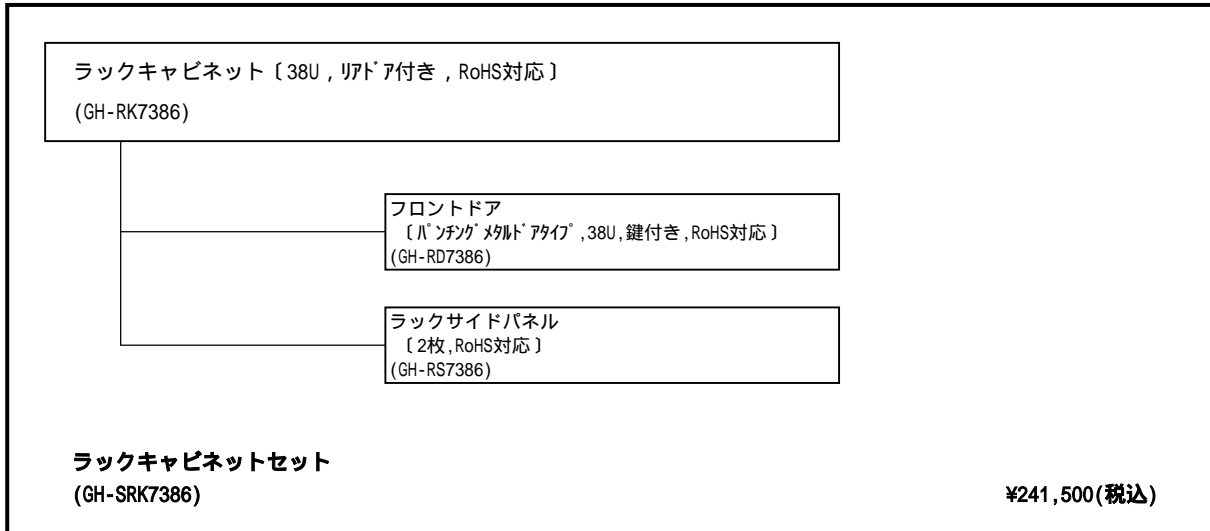 ラックキャビネット〔38U，ﾘｱﾄﾞｱ付き，RoHS対応〕
(GH-RK7386)
フロントドア
〔ﾊﾟﾝﾁﾝｸﾞﾒﾀﾙﾄﾞｱﾀｲﾌﾟ,38U,鍵付き,RoHS対応〕
(GH-RD7386)
ラックサイドパネル
〔2枚,RoHS対応〕
(GH-RS7386)
ラックキャビネットセット
(GH-SRK7386) ¥241,500(税込)